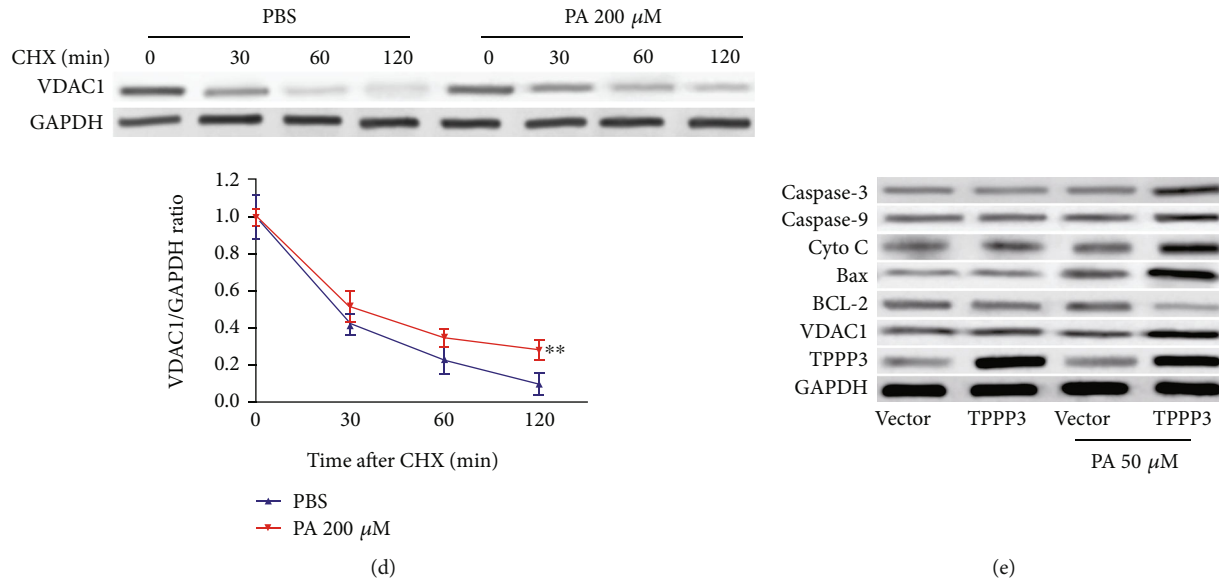 PBS PA 200 μM
CHX (min) 0 30 60 120 0 30 60 120
VDAC1
GAPDH
VDAC1/GAPDH ratio
1.2
1.0
0.8
0.6
0.4
0.2
0.0
**
0 30 60 120
Time after CHX (min)
PBS
PA 200 μM
(d)
Caspase-3
Caspase-9
Cyto C
Bax
BCL-2
VDAC1
TPPP3
GAPDH
Vector TPPP3 Vector TPPP3
PA 50 μM
(e)